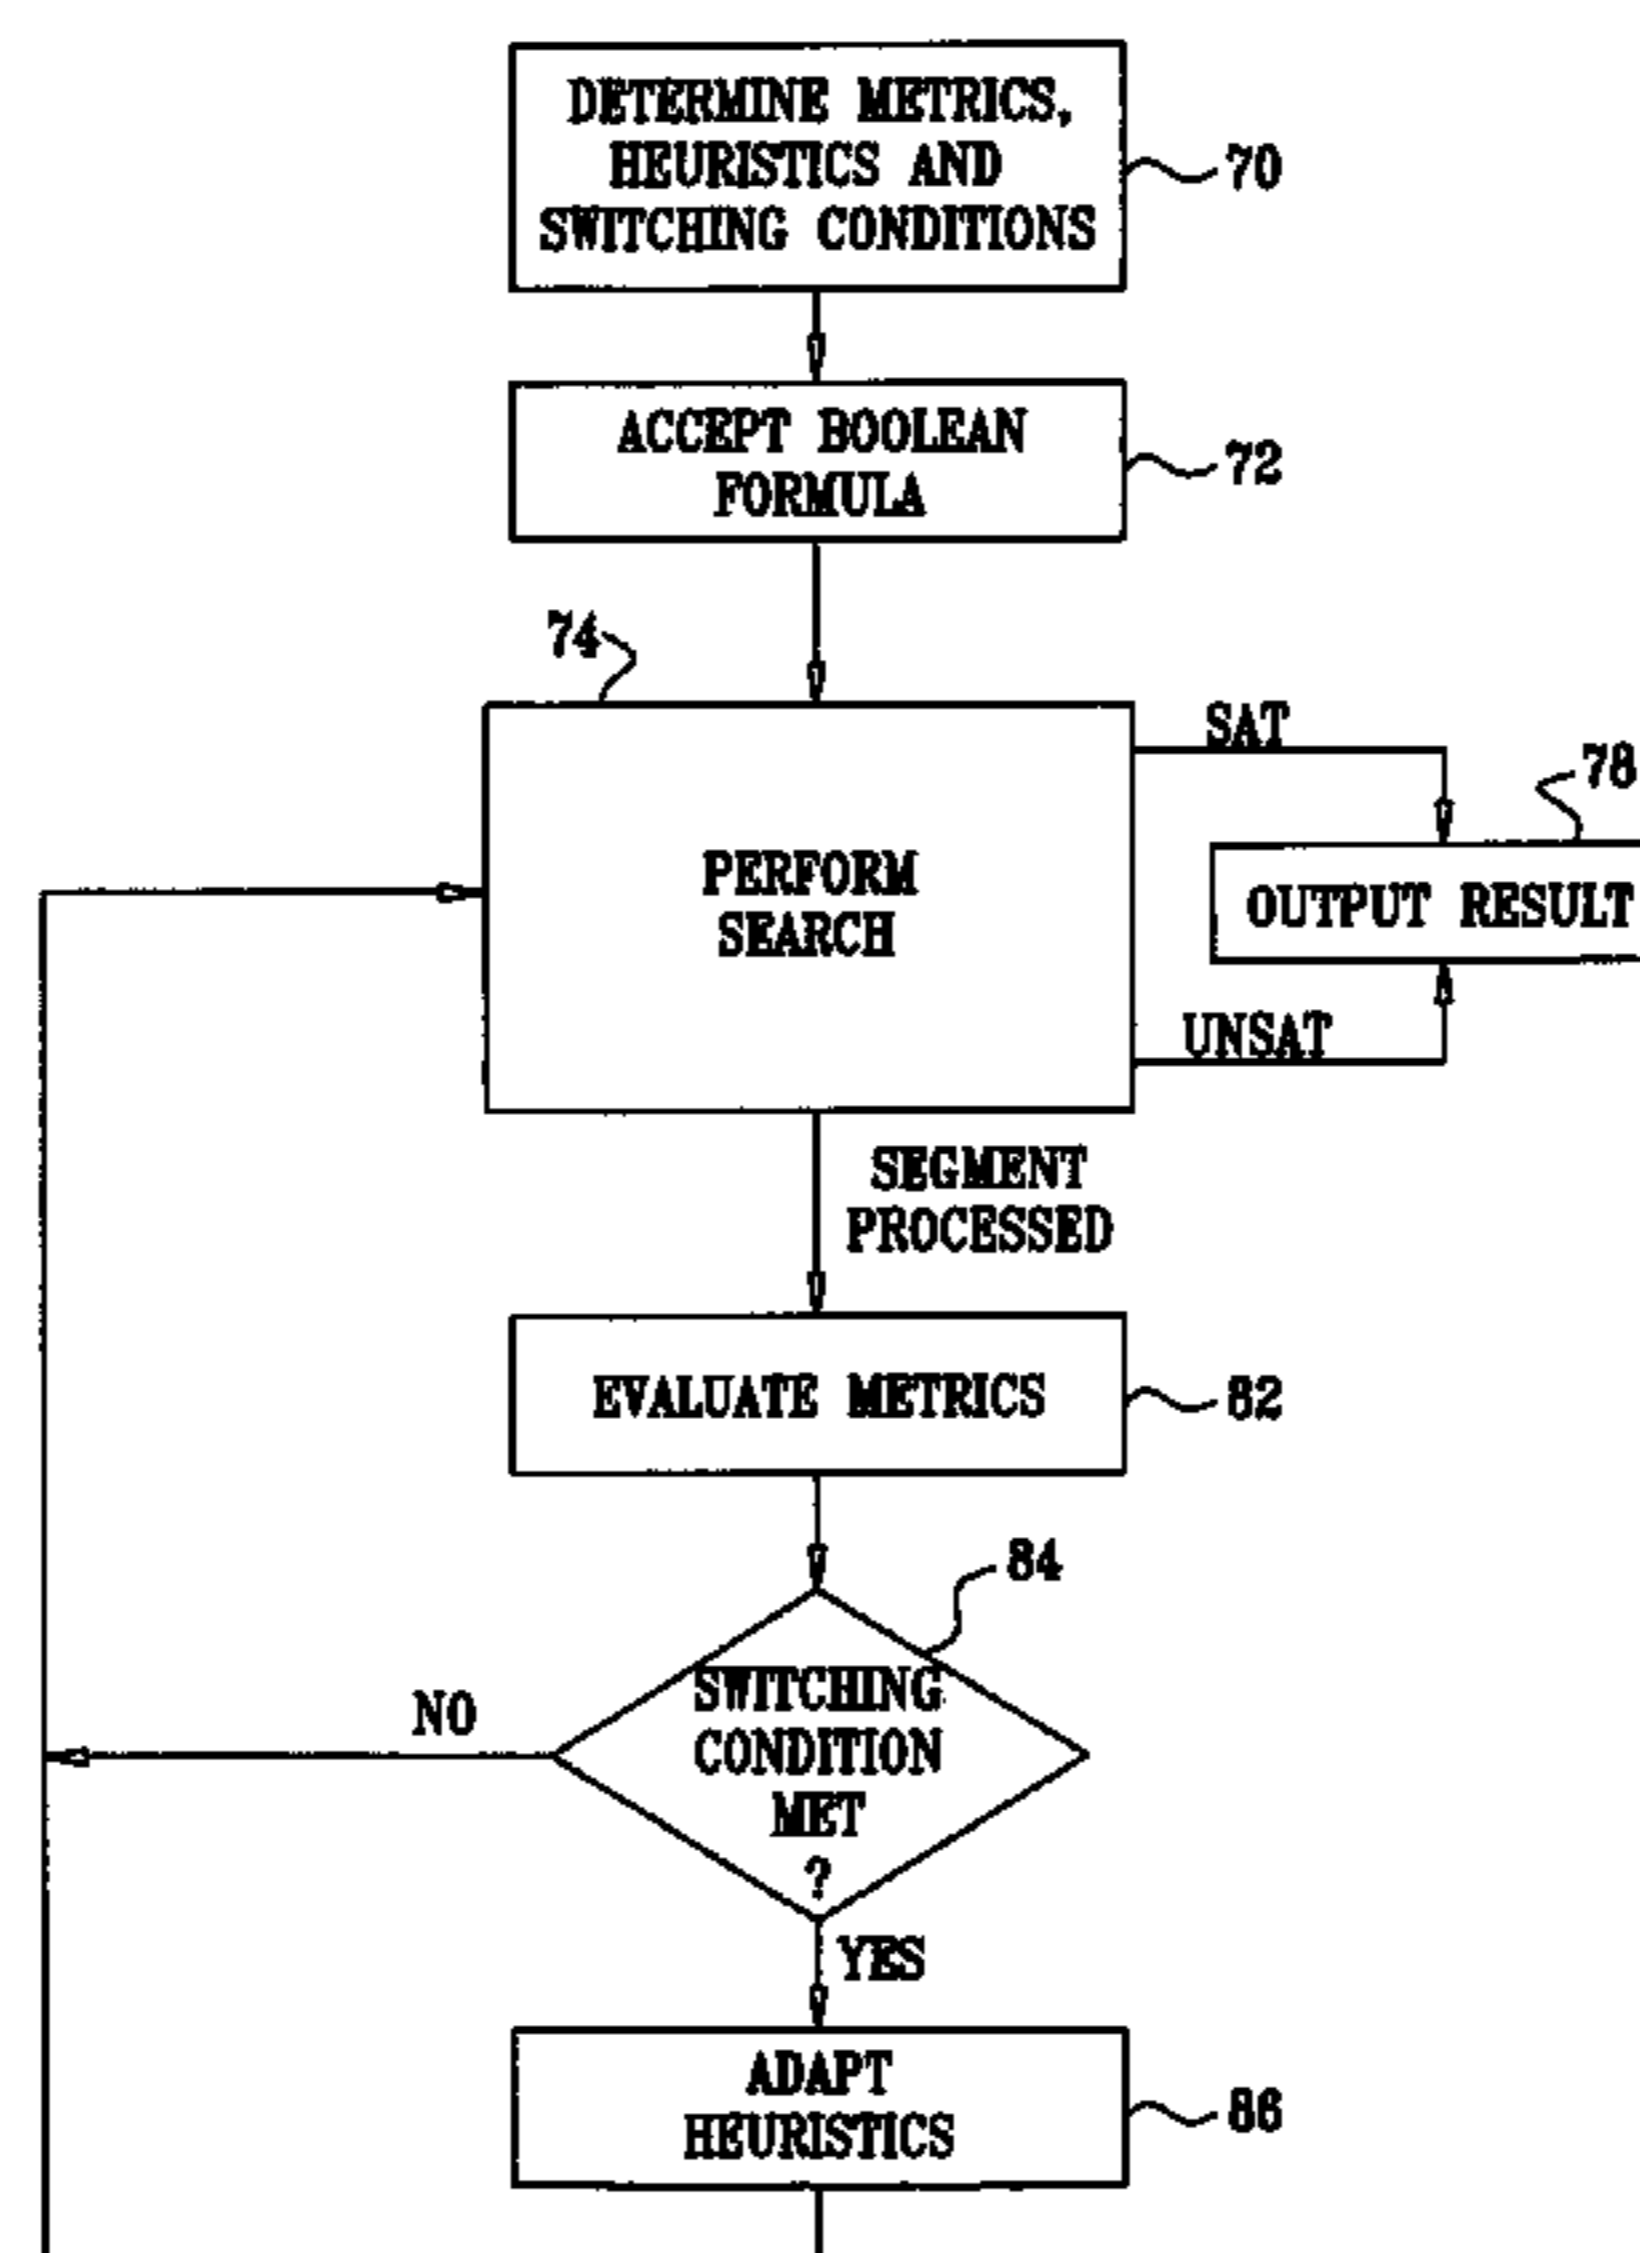 DETERMINE METRICS,
HEURISTICS AND
SWITCHING CONDITIONS
70
ACCEPT BOOLEAN
FORMULA
72
74
PERFORM
SEARCH
SAT
78
OUTPUT RESULT
UNSAT
SEGMENT
PROCESSED
EVALUATE METRICS
82
84
SWITCHING
CONDITION
MET
?
NO
YES
ADAPT
HEURISTICS
86